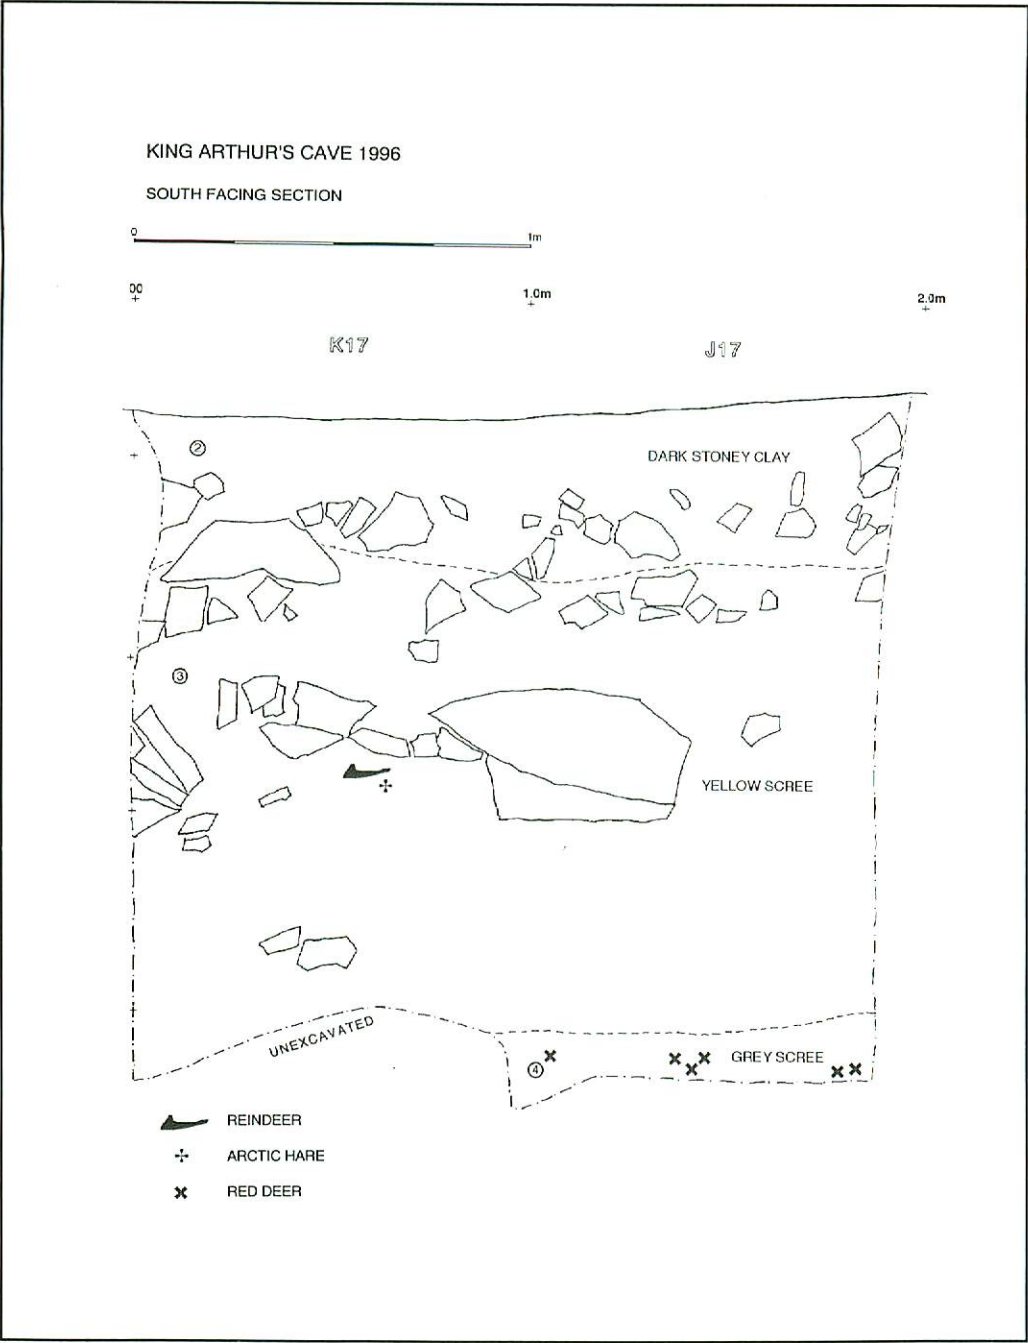 KING ARTHUR'S CAVE 1996
SOUTH FACING SECTION
0 1m
00 1.0m 2.0m
K17 J17
2 DARK STONEY CLAY
3
YELLOW SCREE
UNEXCAVATED
4 GREY SCREE
REINDEER
ARCTIC HARE
RED DEER